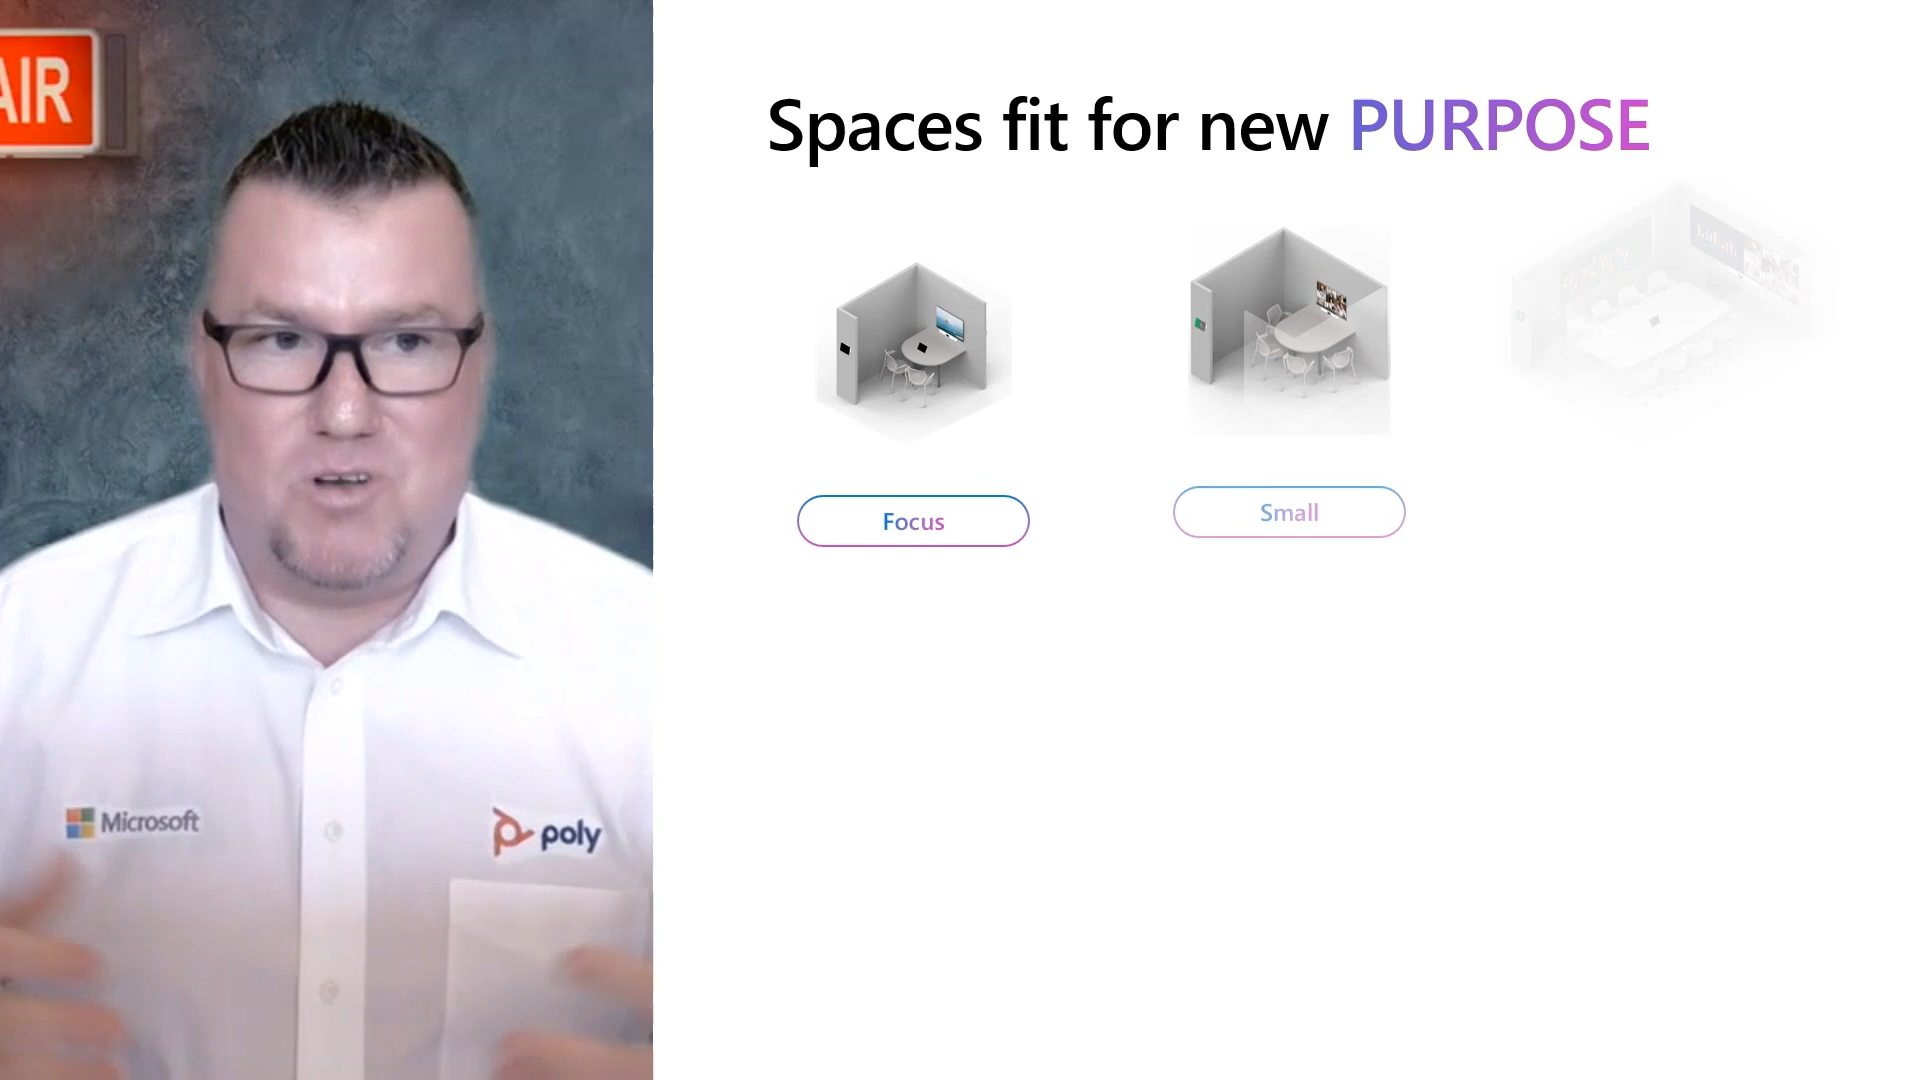 AIR
Spaces fit for new PURPOSE
Focus
Small
Microsoft
poly